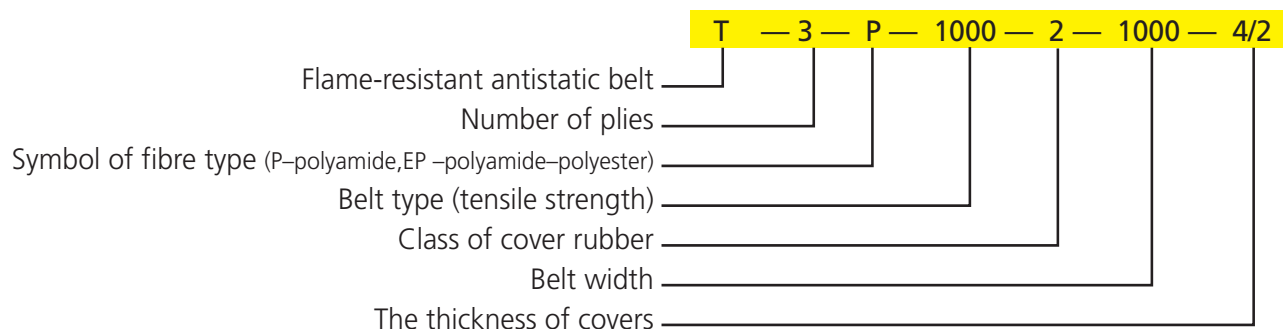 T — 3 — P — 1000 — 2 — 1000 — 4/2
Flame-resistant antistatic belt
Number of plies
Symbol of fibre type (P–polyamide,EP –polyamide–polyester)
Belt type (tensile strength)
Class of cover rubber
Belt width
The thickness of covers